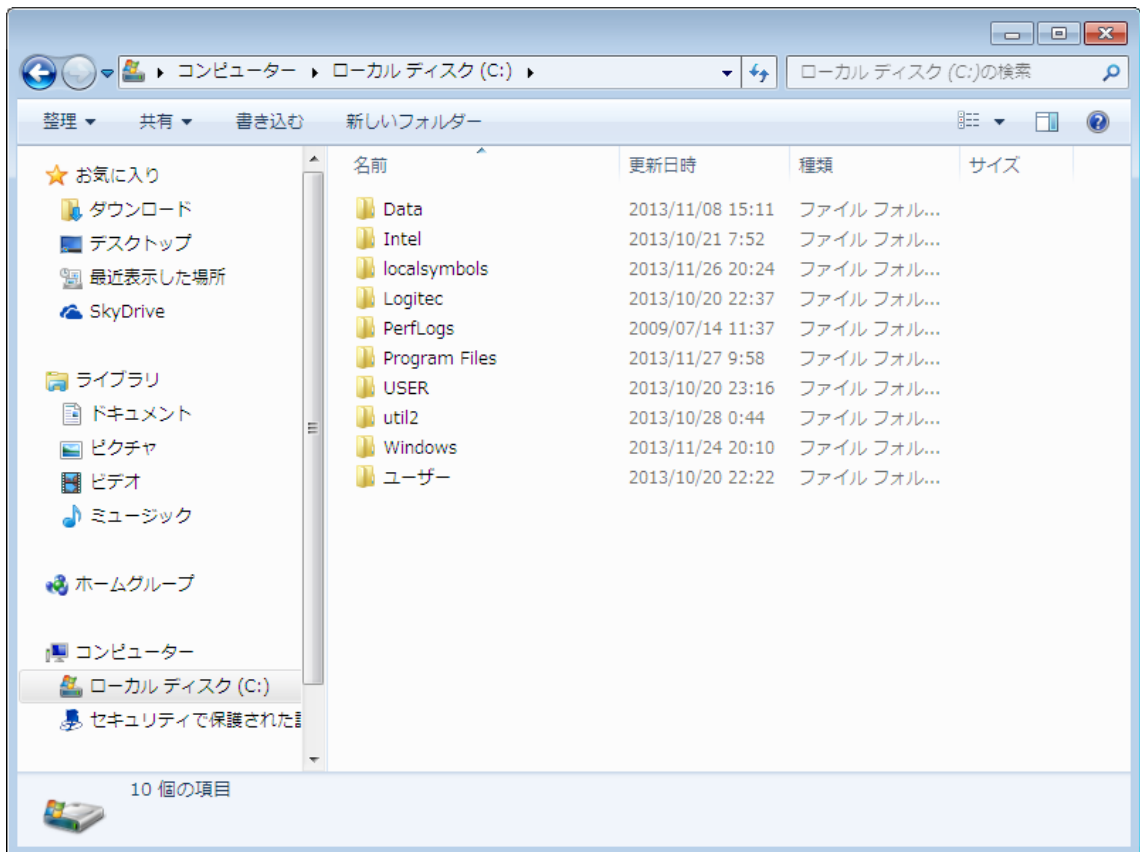 コンピューター ローカル ディスク (C:) ローカル ディスク (C:)の検索
整理 共有 書き込む 新しいフォルダー
お気に入り
ダウンロード
デスクトップ
最近表示した場所
SkyDrive
ライブラリ
ドキュメント
ピクチャ
ビデオ
ミュージック
ホームグループ
コンピューター
ローカル ディスク (C:)
セキュリティで保護された
名前 更新日時 種類 サイズ
Data 2013/11/08 15:11 ファイル フォル...
Intel 2013/10/21 7:52 ファイル フォル...
localsymbols 2013/11/26 20:24 ファイル フォル...
Logitec 2013/10/20 22:37 ファイル フォル...
PerfLogs 2009/07/14 11:37 ファイル フォル...
Program Files 2013/11/27 9:58 ファイル フォル...
USER 2013/10/20 23:16 ファイル フォル...
util2 2013/10/28 0:44 ファイル フォル...
Windows 2013/11/24 20:10 ファイル フォル...
ユーザー 2013/10/20 22:22 ファイル フォル...
10 個の項目